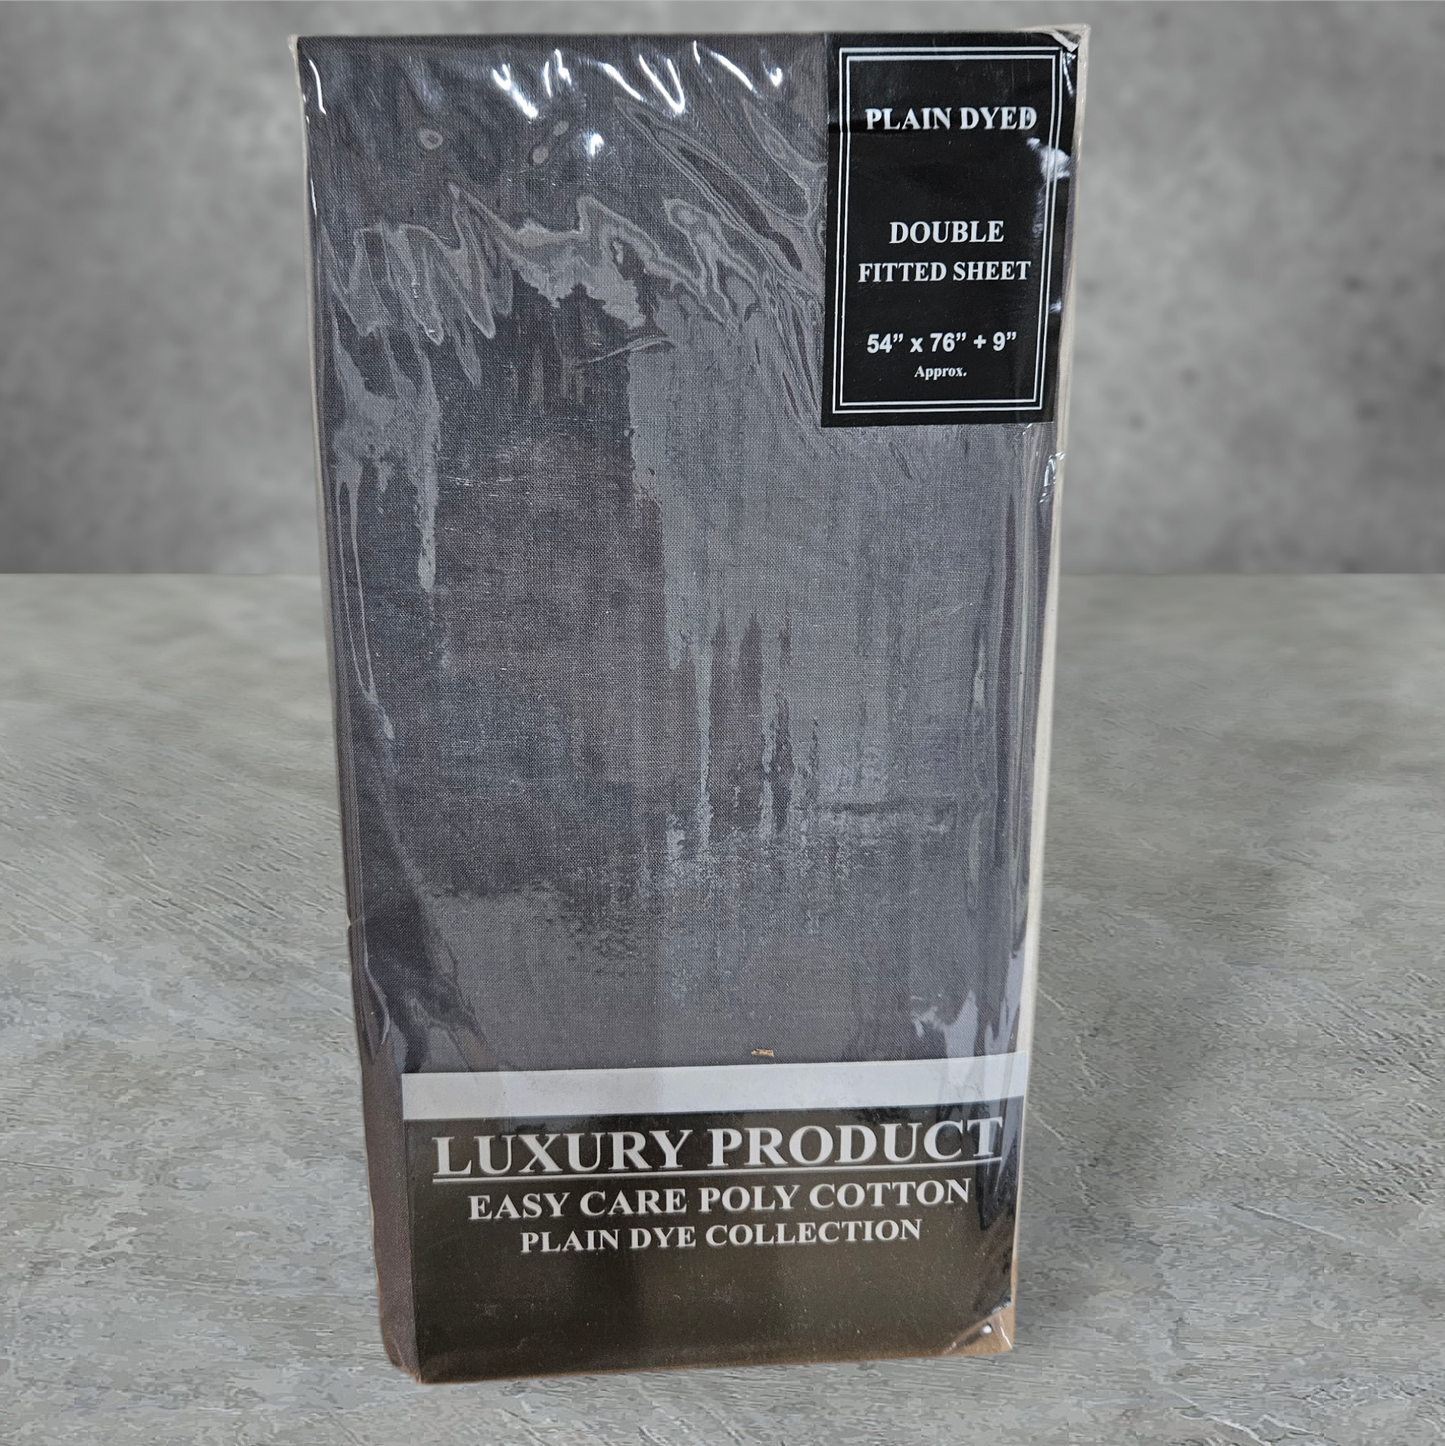 PLAIN DYED
DOUBLE
FITTED SHEET
54” x 76” + 9”
Approx.
LUXURY PRODUCT
EASY CARE POLY COTTON
PLAIN DYE COLLECTION